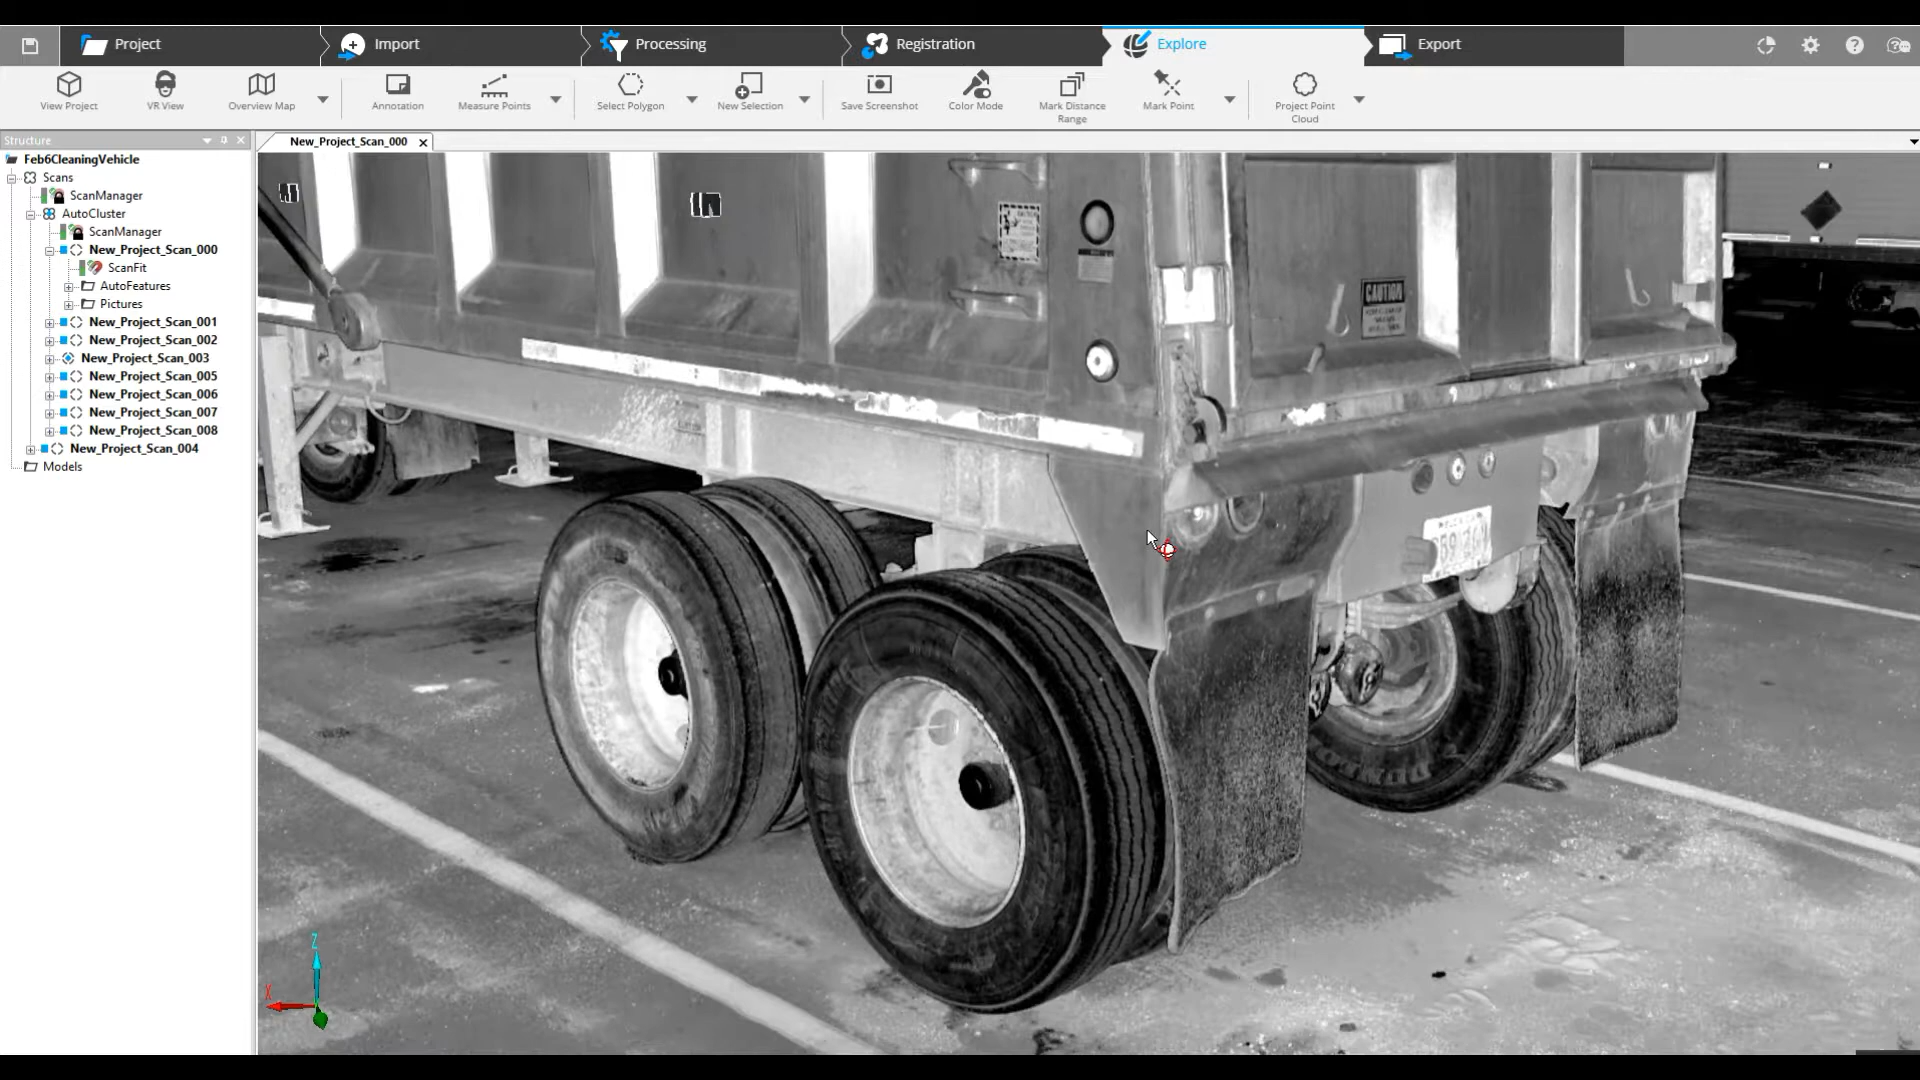 Project
Import
Processing
Registration
Explore
Export
View Project
VR View
Overview Map
Annotation
Measure Points
Select Polygon
New Selection
Save Screenshot
Color Mode
Mark Distance
Range
Mark Point
Project Point
Cloud
Structure
New_Project_Scan_000
Feb6CleaningVehicle
Scans
ScanManager
AutoCluster
ScanManager
New_Project_Scan_000
ScanFit
AutoFeatures
Pictures
New_Project_Scan_001
New_Project_Scan_002
New_Project_Scan_003
New_Project_Scan_005
New_Project_Scan_006
New_Project_Scan_007
New_Project_Scan_008
New_Project_Scan_004
Models
CAUTION
Z
X